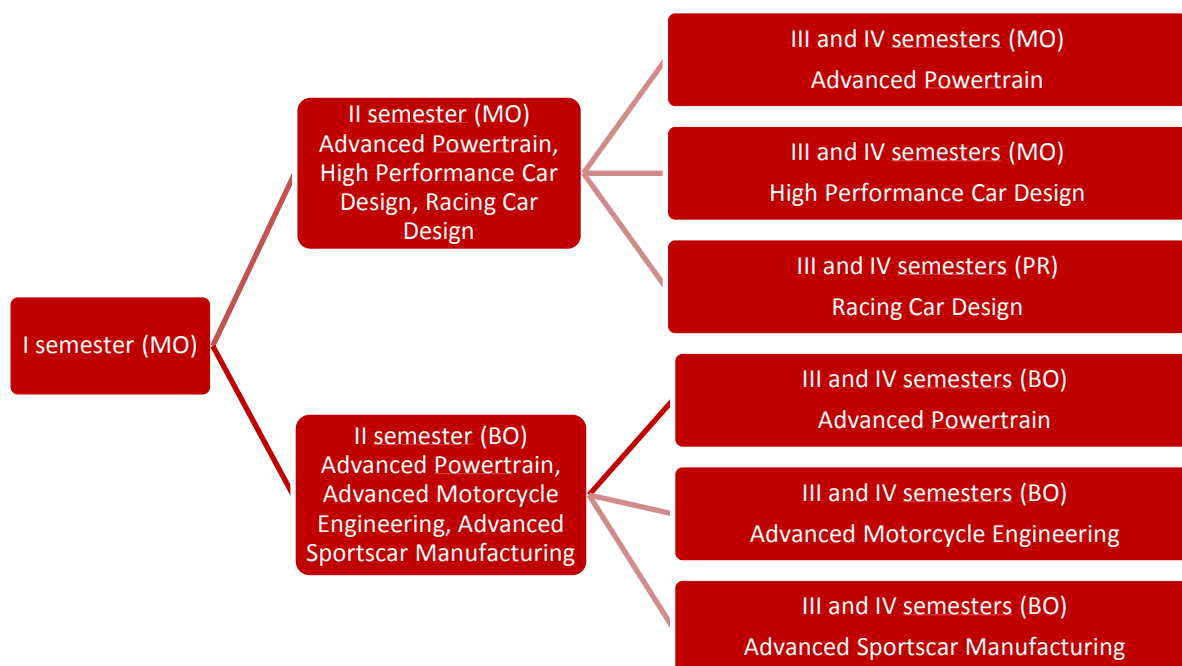 I semester (MO)
II semester (MO)
Advanced Powertrain,
High Performance Car
Design, Racing Car
Design
II semester (BO)
Advanced Powertrain,
Advanced Motorcycle
Engineering, Advanced
Sportscar Manufacturing
III and IV semesters (MO)
Advanced Powertrain
III and IV semesters (MO)
High Performance Car Design
III and IV semesters (PR)
Racing Car Design
III and IV semesters (BO)
Advanced Powertrain
III and IV semesters (BO)
Advanced Motorcycle Engineering
III and IV semesters (BO)
Advanced Sportscar Manufacturing